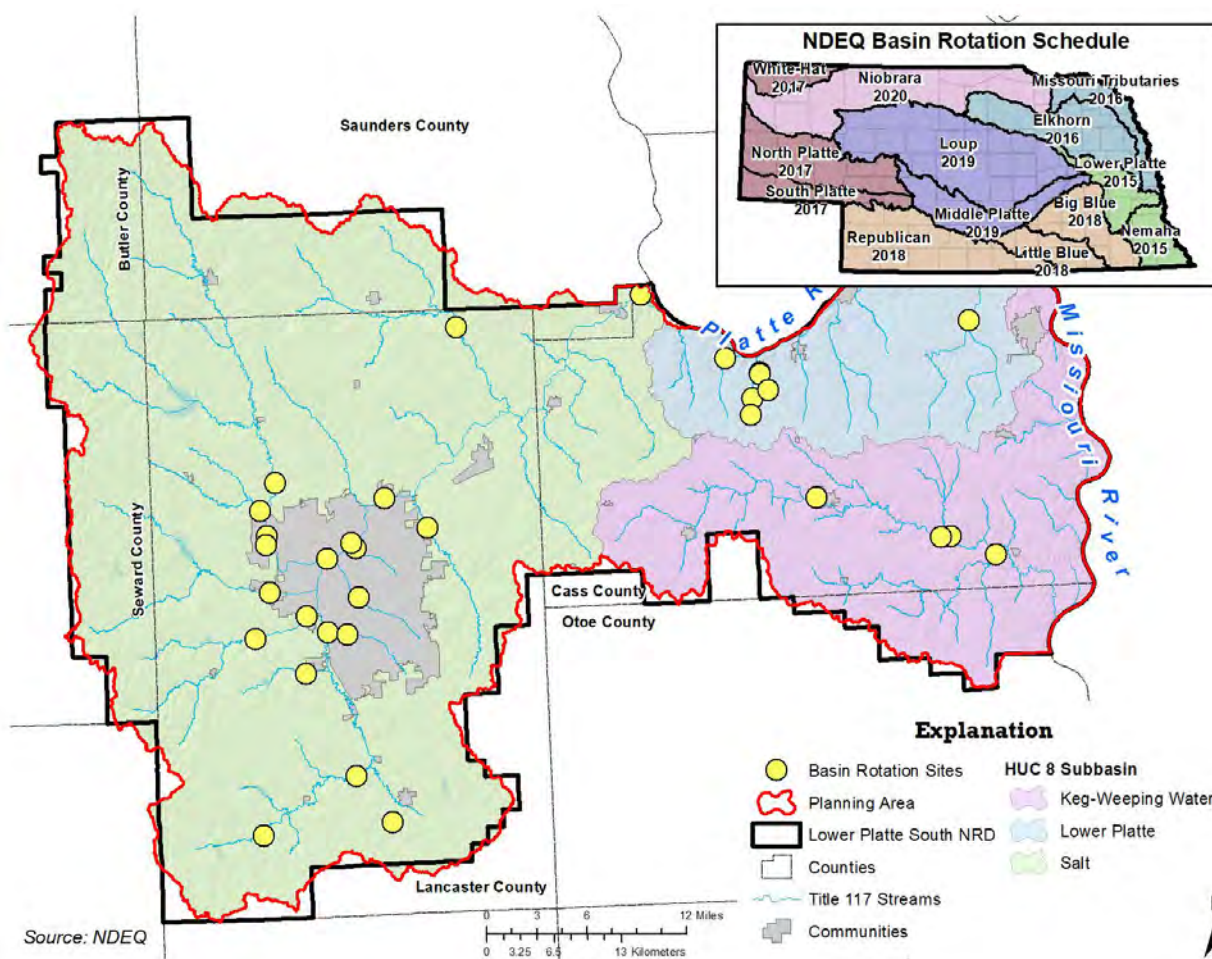 NDEQ Basin Rotation Schedule
White-Hat
2017
Niobrara
2020
Missouri Tributaries
2016
Elkhorn
2016
Loup
2019
North Platte
2017
Lower Platte
2015
South Platte
2017
Big Blue
2018
Middle Platte
2019
Nemaha
2015
Republican
2018
Little Blue
2018
Saunders County
Butler County
Platte R
Missouri River
Seward County
Cass County
Otoe County
Lancaster County
Explanation
Basin Rotation Sites
Planning Area
Lower Platte South NRD
Counties
Title 117 Streams
Communities
HUC 8 Subbasin
Keg-Weeping Water
Lower Platte
Salt
0 3 6 12 Miles
0 3.25 6.5 13 Kilometers
Source: NDEQ